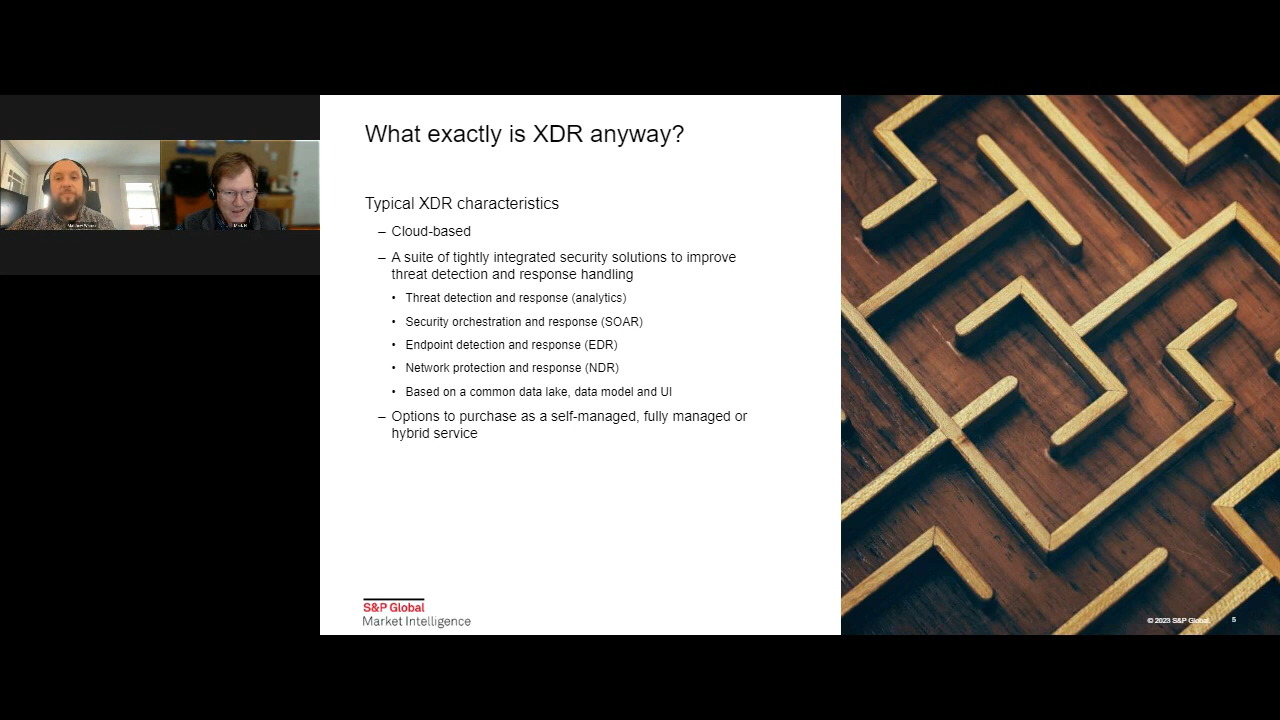 What exactly is XDR anyway?
Typical XDR characteristics
– Cloud-based
– A suite of tightly integrated security solutions to improve
threat detection and response handling
• Threat detection and response (analytics)
• Security orchestration and response (SOAR)
• Endpoint detection and response (EDR)
• Network protection and response (NDR)
• Based on a common data lake, data model and UI
– Options to purchase as a self-managed, fully managed or
hybrid service
S&P Global
Market Intelligence
© 2023 S&P Global.
5